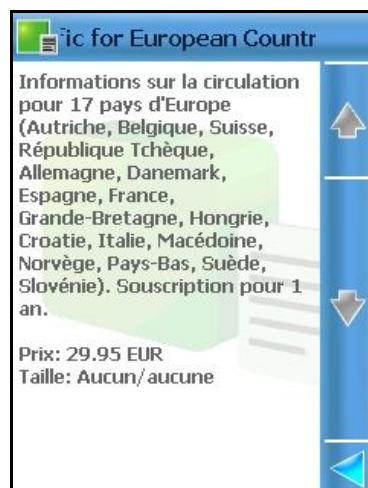 fic for European Countr
Informations sur la circulation
pour 17 pays d'Europe
(Autriche, Belgique, Suisse,
République Tchèque,
Allemagne, Danemark,
Espagne, France,
Grande-Bretagne, Hongrie,
Croatie, Italie, Macédoine,
Norvège, Pays-Bas, Suède,
Slovénie). Souscription pour 1
an.
Prix: 29.95 EUR
Taille: Aucun/aucune